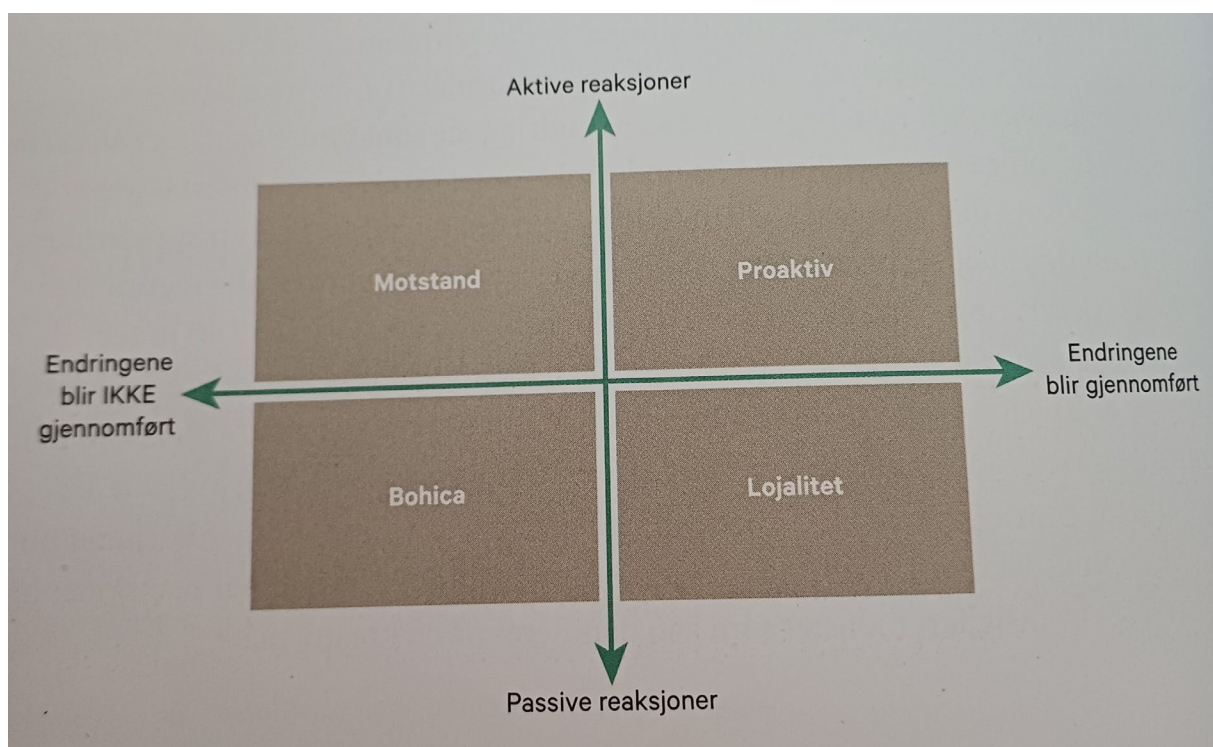 Aktive reaksjoner
Motstand
Proaktiv
Endringene
blir IKKE
gjennomført
Endringene
blir gjennomført
Bohica
Lojalitet
Passive reaksjoner